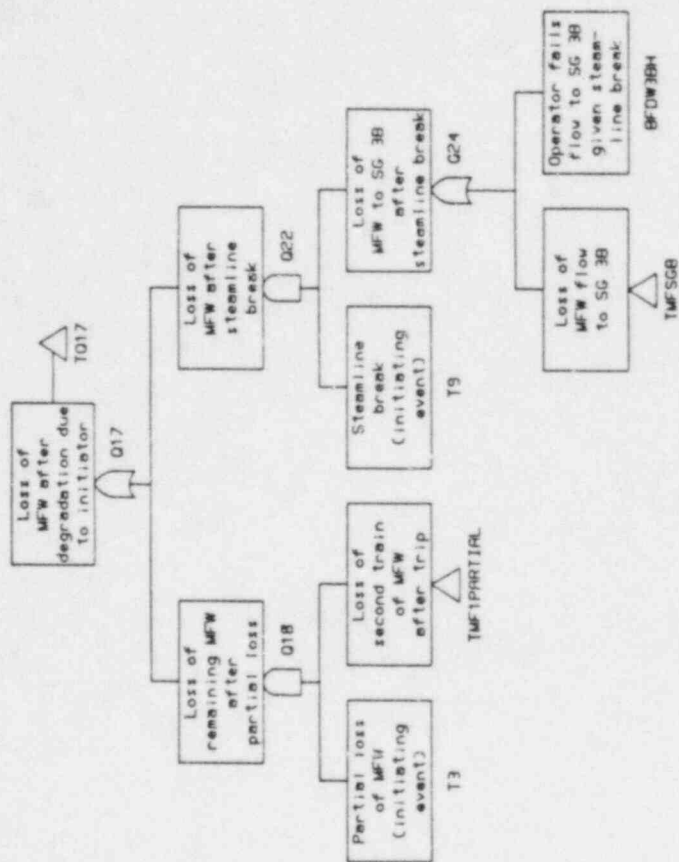 Loss of
MFW after
degradation due
to initiator
TQ17
Q17
Loss of
remaining MFW
after
partial loss
Q18
Loss of
MFW after
steamline
break
Q22
Partial loss
of MFW
(initiating
event)
T3
Loss of
second train
of MFW
after trip
TMF1PARTIAL
Steamline
break
(initiating
event)
T9
Loss of
MFW to SG 3B
after
steamline break
Q24
Loss of
MFW flow
to SG 3B
TMFSGB
Operator fails
flow to SG 3B
given steam-
line break
BFDW3BH